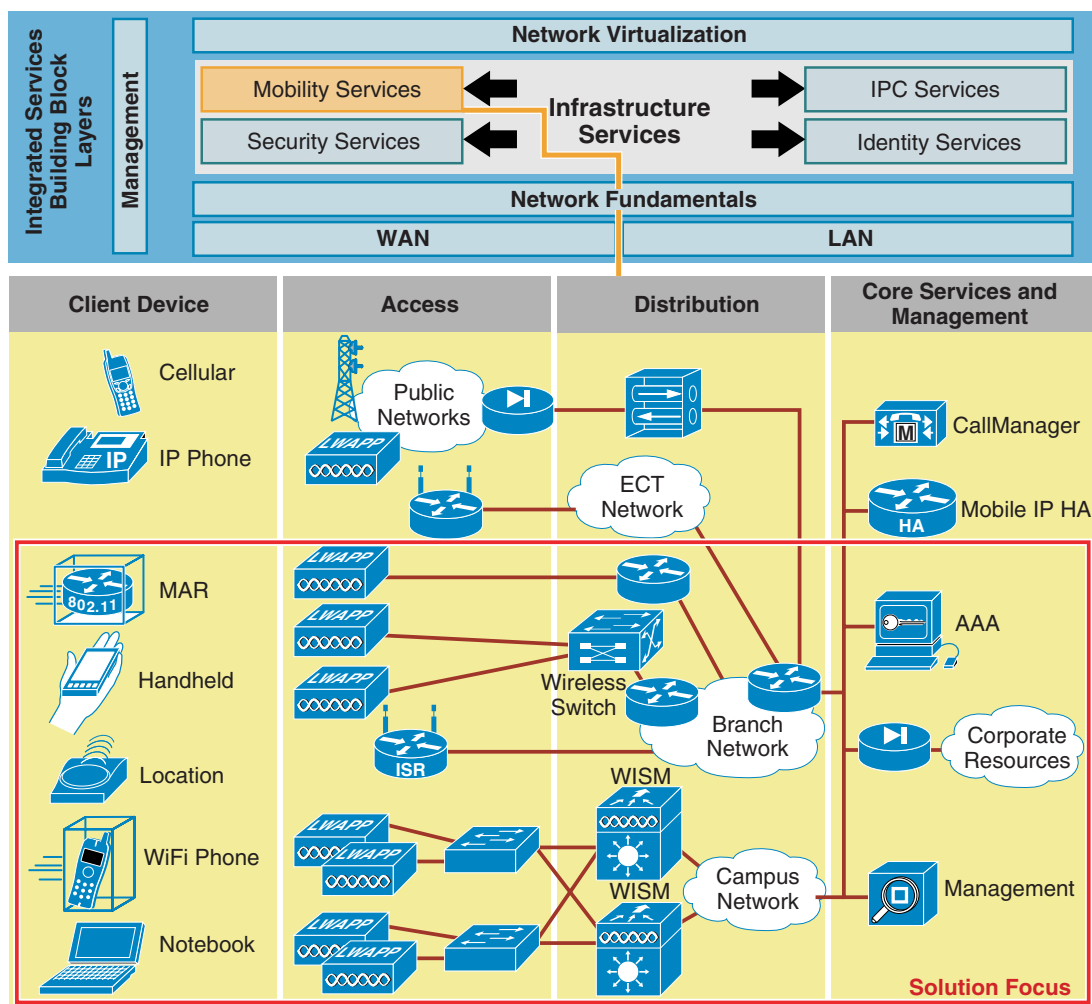 Integrated Services
Building Block
Layers
Management
Network Virtualization
Mobility Services
Security Services
Infrastructure
Services
IPC Services
Identity Services
Network Fundamentals
WAN
LAN
Client Device
Access
Distribution
Core Services and
Management
Cellular
IP
IP Phone
802.11
MAR
Handheld
Location
WiFi Phone
Notebook
Public
Networks
LWAPP
LWAPP
LWAPP
LWAPP
ISR
LWAPP
LWAPP
LWAPP
LWAPP
ECT
Network
Wireless
Switch
Branch
Network
WISM
WISM
Campus
Network
M
CallManager
HA
Mobile IP HA
AAA
Corporate
Resources
Management
Solution Focus